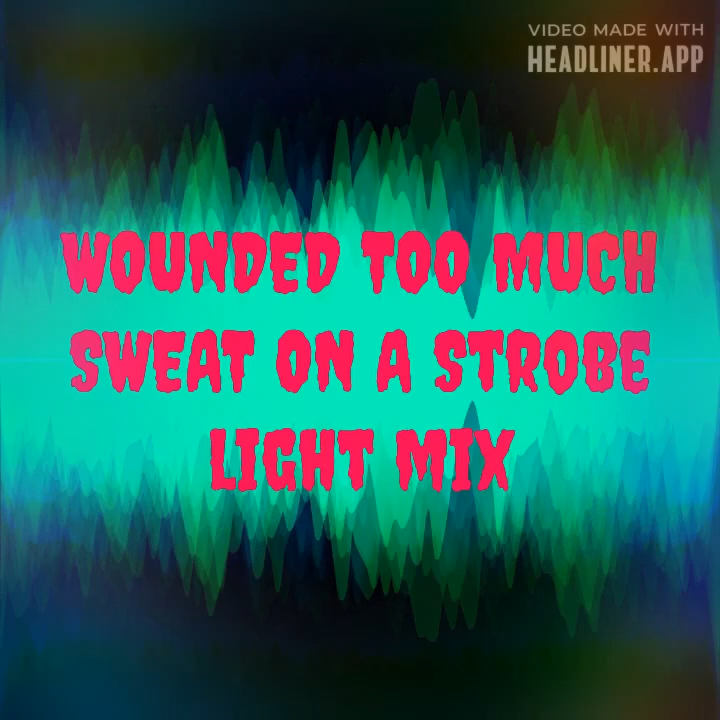 VIDEO MADE WITH
HEADLINER.APP
WOUNDED TOO MUCH
SWEAT ON A STROBE
LIGHT MIX